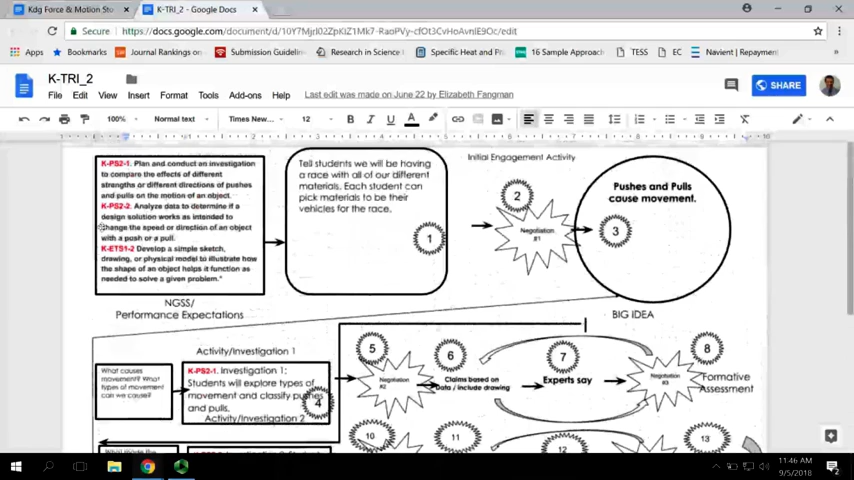 Kdg Force & Motion Sto
K-TRI_2 - Google Docs
Secure
https://docs.google.com/document/d/
/edit
Apps
Bookmarks
Journal Rankings on
Submission Guideline
Research in Science
Specific Heat and Pr
16 Sample Approach
TESS
EC
Navient | Repayment
K-TRI_2
File Edit View Insert Format Tools Add-ons Help
Last edit was made on June 22 by Elizabeth Fangman
SHARE
100%
Normal text
Times New...
12
K-PS2-1. Plan and conduct an investigation
to compare the effects of different
strengths or different directions of pushes
and pulls on the motion of an object.
K-PS2-2. Analyze data to determine if a
design solution works as intended to
change the speed or direction of an object
with a push or a pull.
K-ETS1-2 Develop a simple sketch,
drawing, or physical model to illustrate how
the shape of an object helps it function as
needed to solve a given problem."
NGSS/
Performance Expectations
Tell students we will be having
a race with all of our different
materials. Each student can
pick materials to be their
vehicles for the race.
1
Initial Engagement Activity
2
Negotiation
#1
3
Pushes and Pulls
cause movement.
BIG IDEA
What causes
movement? What
types of movement
can we cause?
Activity/Investigation 1
K-PS2-1. Investigation 1:
Students will explore types of
movement and classify pushes
and pulls.
4
Activity/Investigation 2
5
Negotiation
#2
6
Claims based on
Data / include drawing
7
Experts say
8
Negotiation
#3
Formative
Assessment
10
11
12
13
11:46 AM
9/5/2018